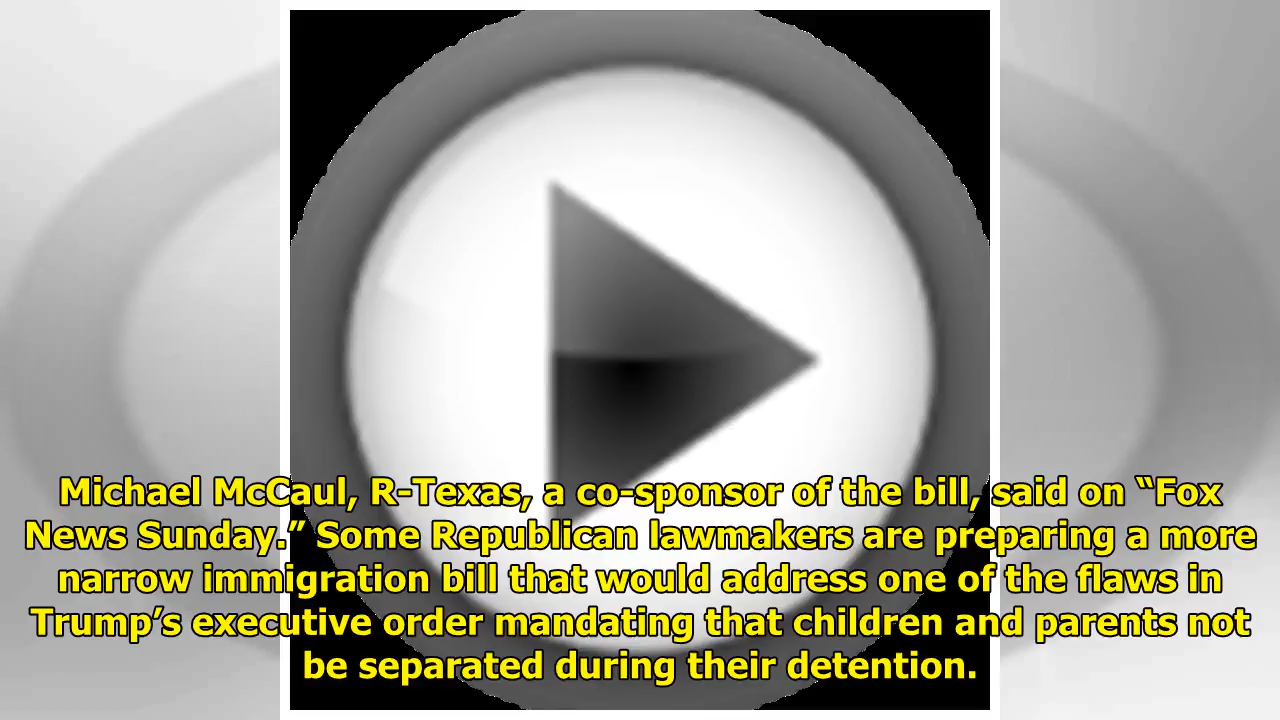 Michael McCaul, R-Texas, a co-sponsor of the bill, said on “Fox
News Sunday.” Some Republican lawmakers are preparing a more
narrow immigration bill that would address one of the flaws in
Trump’s executive order mandating that children and parents not
be separated during their detention.